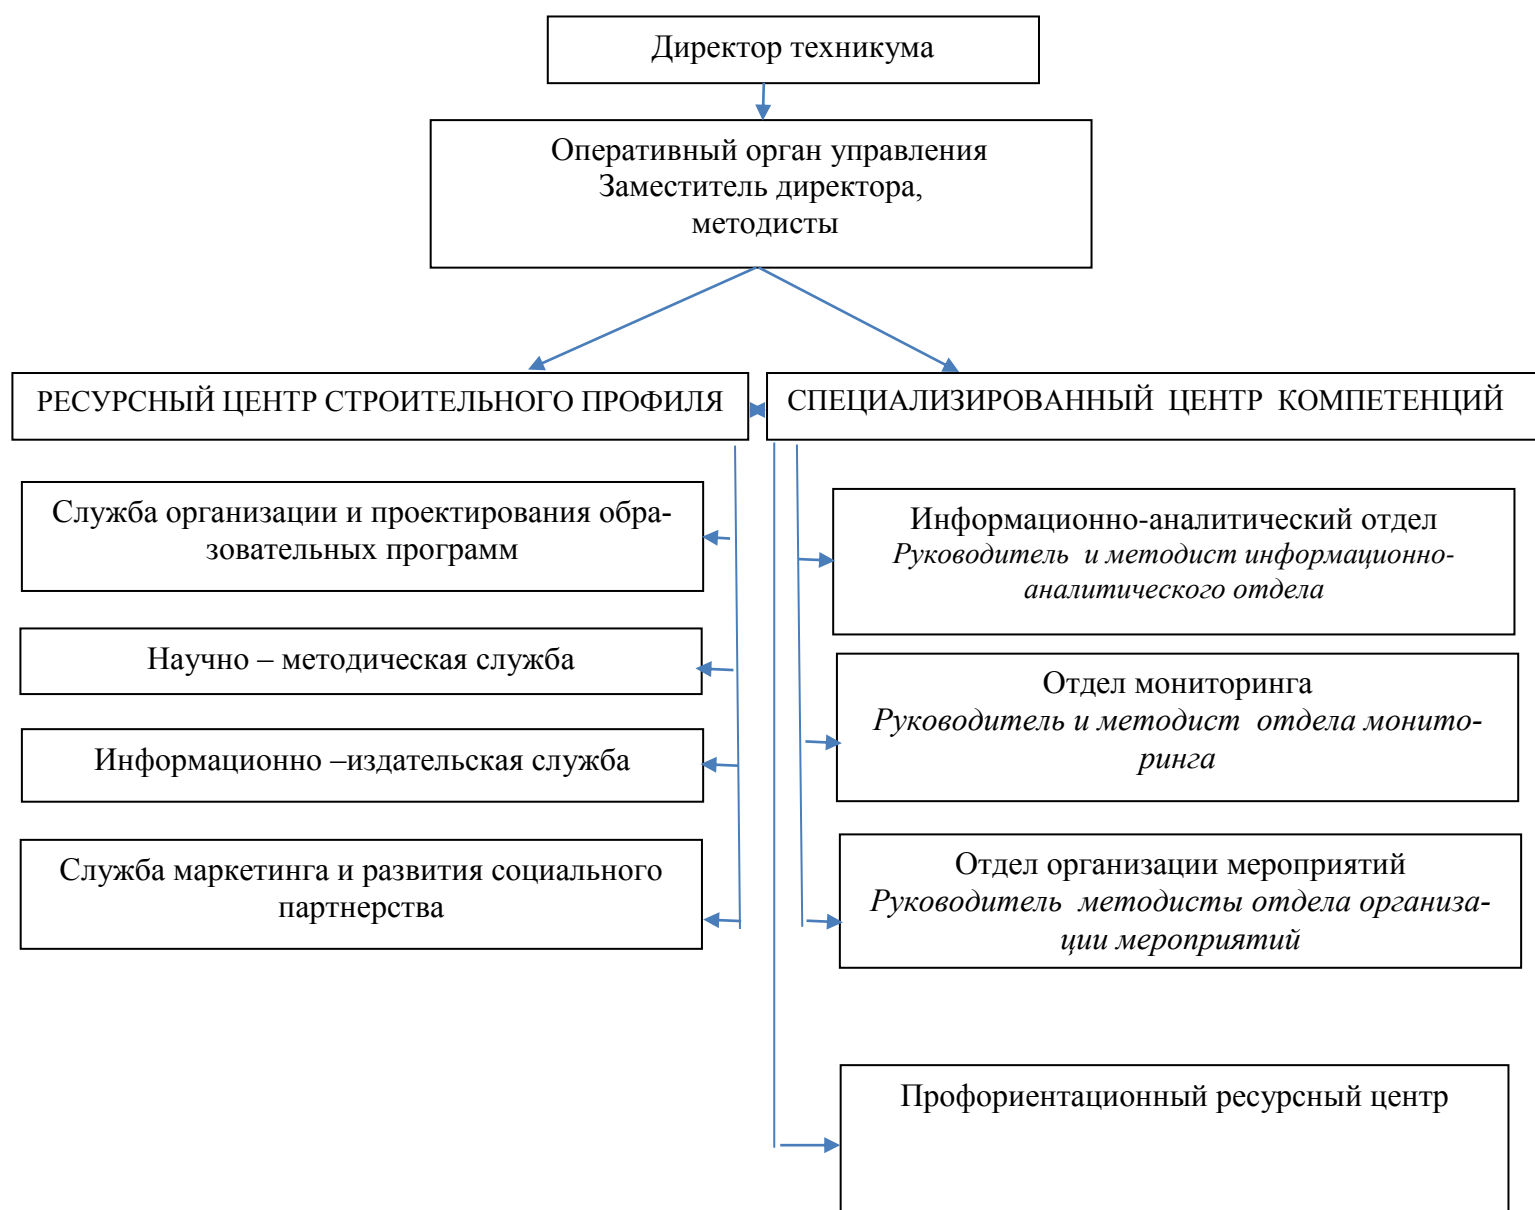 Директор техникума
Оперативный орган управления
Заместитель директора,
методисты
РЕСУРСНЫЙ ЦЕНТР СТРОИТЕЛЬНОГО ПРОФИЛЯ
СПЕЦИАЛИЗИРОВАННЫЙ ЦЕНТР КОМПЕТЕНЦИЙ
Служба организации и проектирования обра-
зовательных программ
Научно – методическая служба
Информационно –издательская служба
Служба маркетинга и развития социального
партнерства
Информационно-аналитический отдел
Руководитель и методист информационно-
аналитического отдела
Отдел мониторинга
Руководитель и методист отдела монито-
ринга
Отдел организации мероприятий
Руководитель методисты отдела организа-
ции мероприятий
Профориентационный ресурсный центр